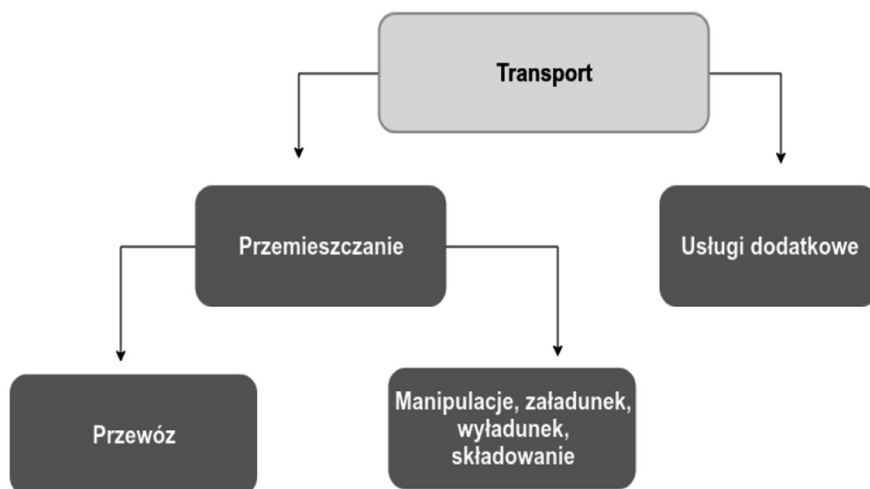 Transport
Przemieszczanie
Usługi dodatkowe
Przewóz
Manipulacje, załadunek,
wyładunek,
składowanie